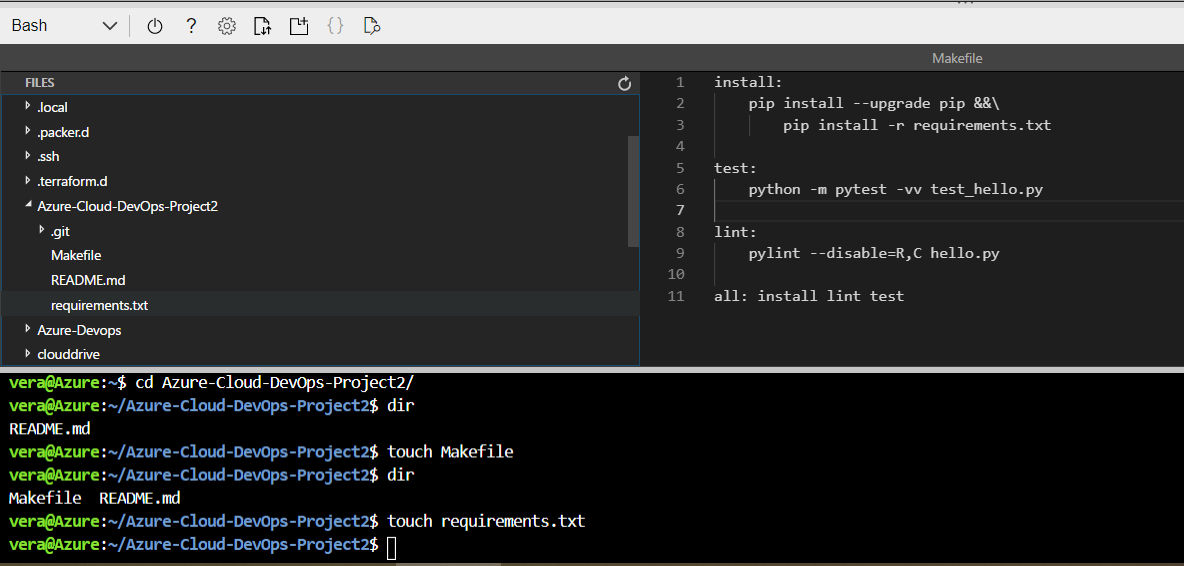 Bash
?
{}
Makefile
FILES
.local
.packer.d
.ssh
.terraform.d
Azure-Cloud-DevOps-Project2
.git
Makefile
README.md
requirements.txt
Azure-Devops
clouddrive
1 install:
2 pip install --upgrade pip &&\
3 pip install -r requirements.txt
4
5 test:
6 python -m pytest -vv test_hello.py
7
8 lint:
9 pylint --disable=R,C hello.py
10
11 all: install lint test
vera@Azure:~$ cd Azure-Cloud-DevOps-Project2/
vera@Azure:~/Azure-Cloud-DevOps-Project2$ dir
README.md
vera@Azure:~/Azure-Cloud-DevOps-Project2$ touch Makefile
vera@Azure:~/Azure-Cloud-DevOps-Project2$ dir
Makefile  README.md
vera@Azure:~/Azure-Cloud-DevOps-Project2$ touch requirements.txt
vera@Azure:~/Azure-Cloud-DevOps-Project2$